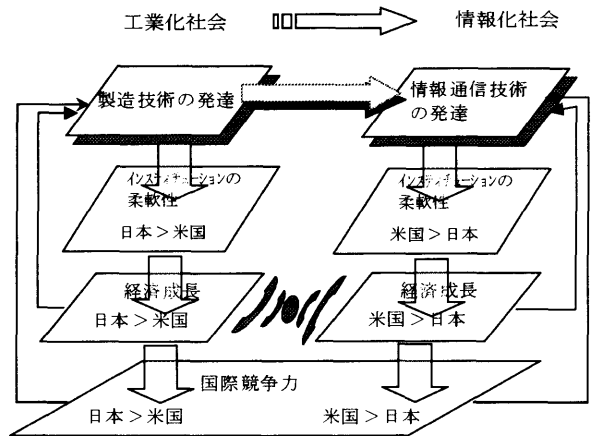 工業化社会
情報化社会
製造技術の発達
情報通信技術
の発達
インスティテューションの
柔軟性
日本＞米国
インスティテューションの
柔軟性
米国＞日本
経済成長
日本＞米国
経済成長
米国＞日本
国際競争力
日本＞米国
米国＞日本